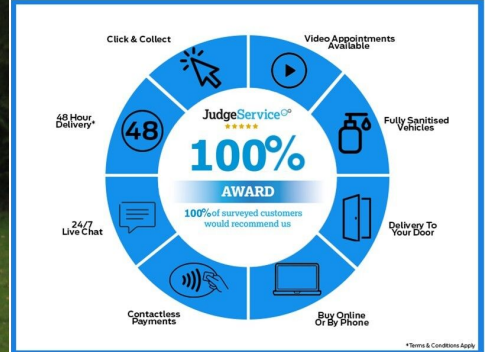 Click & Collect
Video Appointments
Available
48 Hour
Delivery*
48
Fully Sanitised
Vehicles
JudgeService
100%
AWARD
100% of surveyed customers
would recommend us
24/7
Live Chat
Delivery To
Your Door
Contactless
Payments
Buy Online
Or By Phone
*Terms & Conditions Apply